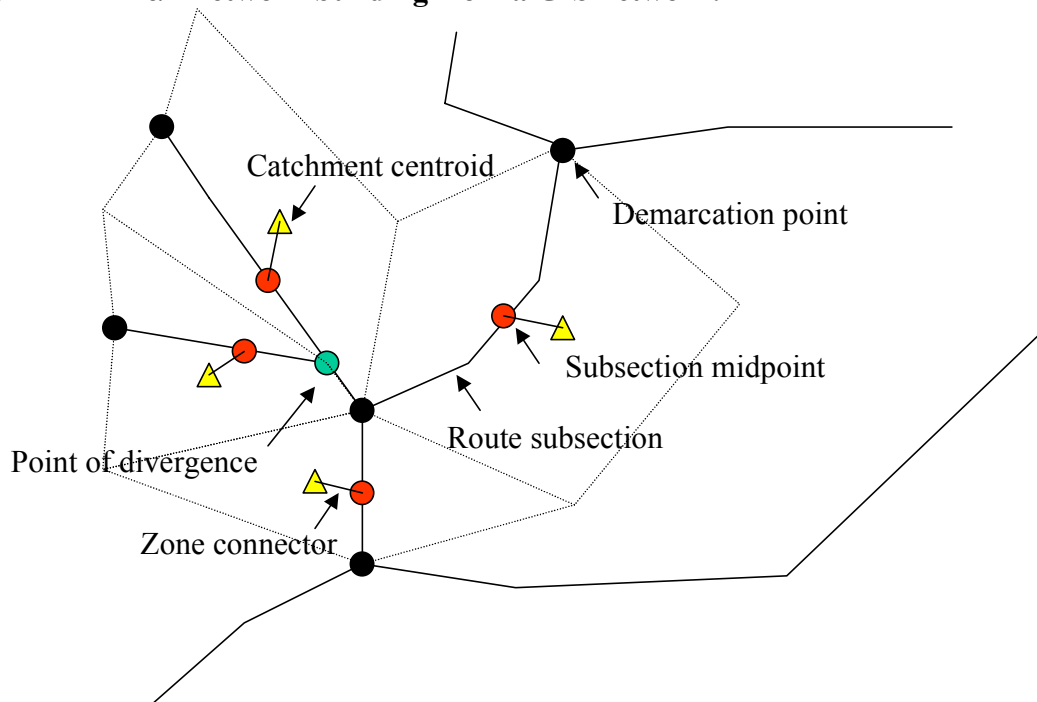 Catchment centroid
Demarcation point
Subsection midpoint
Route subsection
Point of divergence
Zone connector